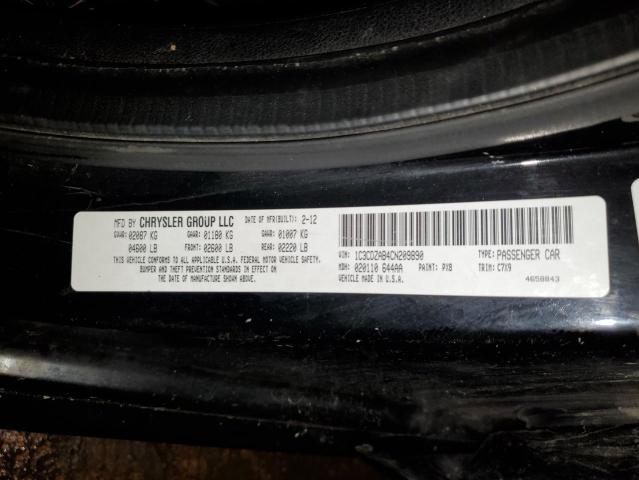 MFD BY CHRYSLER GROUP LLC DATE OF MFR(BUILT): 2-12
GVWR: 02087 KG GAWR: 01180 KG GAWR: 01007 KG
04600 LB FRONT: 02600 LB REAR: 02220 LB
THIS VEHICLE CONFORMS TO ALL APPLICABLE U.S.A. FEDERAL MOTOR VEHICLE SAFETY,
BUMPER AND THEFT PREVENTION STANDARDS IN EFFECT ON
THE DATE OF MANUFACTURE SHOWN ABOVE.
VIN: 1C3CDZAB4CN209890 TYPE: PASSENGER CAR
MDH: 020110 644AA PAINT: PX8 TRIM: C7X9
VEHICLE MADE IN U.S.A. 4658843